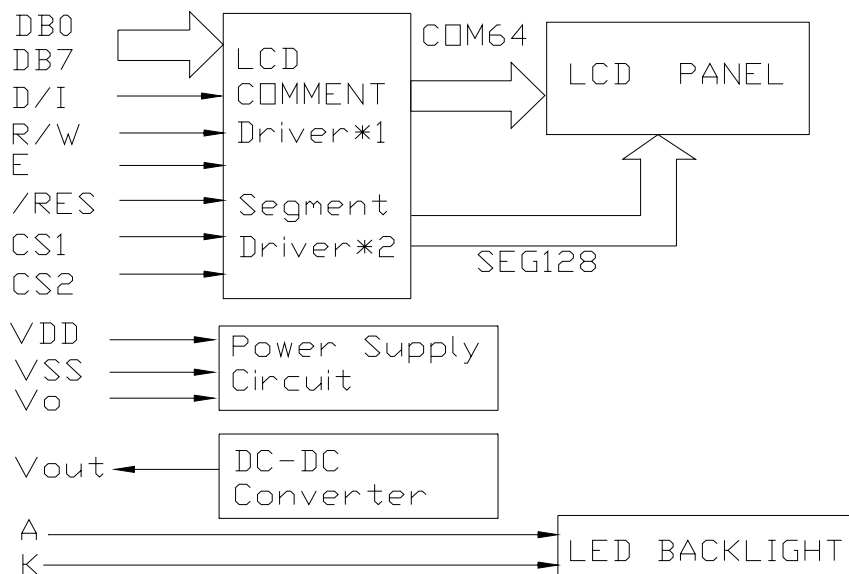 DB0
DB7
D/I
R/W
E
/RES
CS1
CS2
LCD
COMMENT
Driver*1
Segment
Driver*2
COM64
LCD PANEL
SEG128
VDD
VSS
Vo
Power Supply
Circuit
Vout
DC-DC
Converter
A
K
LED BACKLIGHT